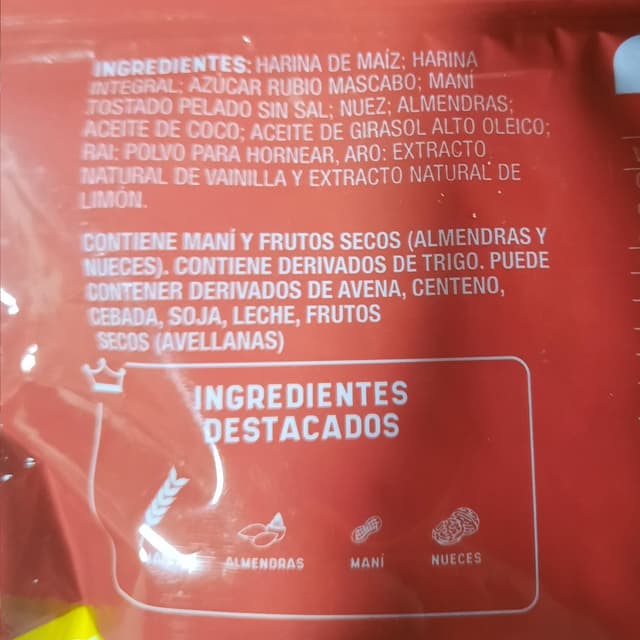 INGREDIENTES: HARINA DE MAÍZ; HARINA
INTEGRAL; AZÚCAR RUBIO MASCABO; MANÍ
TOSTADO PELADO SIN SAL; NUEZ; ALMENDRAS;
ACEITE DE COCO; ACEITE DE GIRASOL ALTO OLEICO;
RAI: POLVO PARA HORNEAR, ARO: EXTRACTO
NATURAL DE VAINILLA Y EXTRACTO NATURAL DE
LIMÓN.
CONTIENE MANÍ Y FRUTOS SECOS (ALMENDRAS Y
NUECES). CONTIENE DERIVADOS DE TRIGO. PUEDE
CONTENER DERIVADOS DE AVENA, CENTENO,
CEBADA, SOJA, LECHE, FRUTOS
SECOS (AVELLANAS)
INGREDIENTES
DESTACADOS
ALMENDRAS MANÍ NUECES